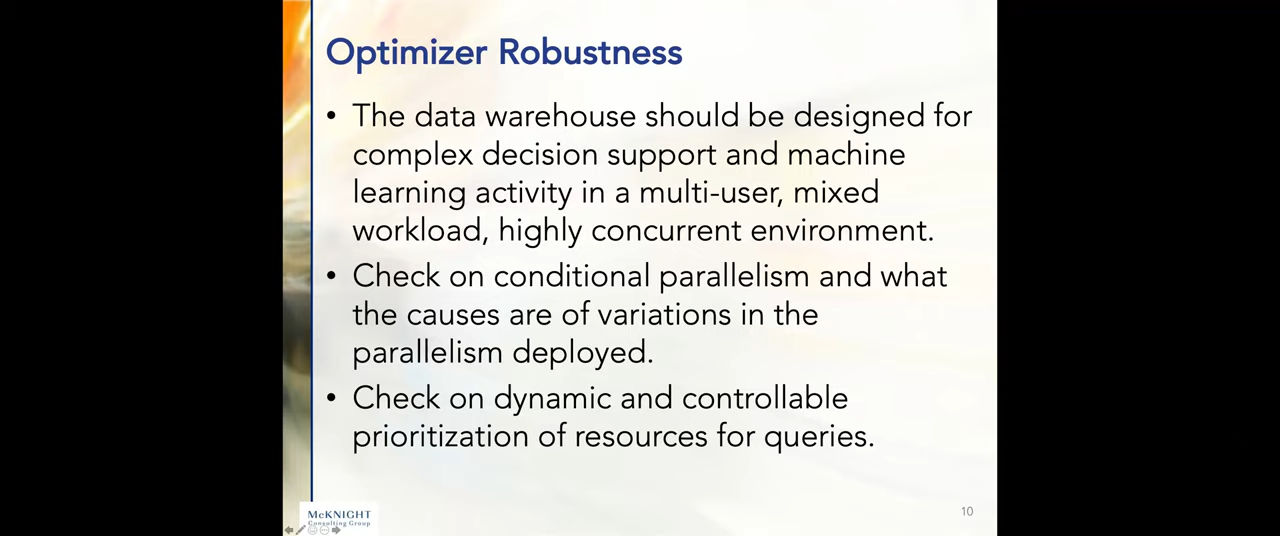 Optimizer Robustness
• The data warehouse should be designed for
complex decision support and machine
learning activity in a multi-user, mixed
workload, highly concurrent environment.
• Check on conditional parallelism and what
the causes are of variations in the
parallelism deployed.
• Check on dynamic and controllable
prioritization of resources for queries.
McKNIGHT
Consulting Group
10